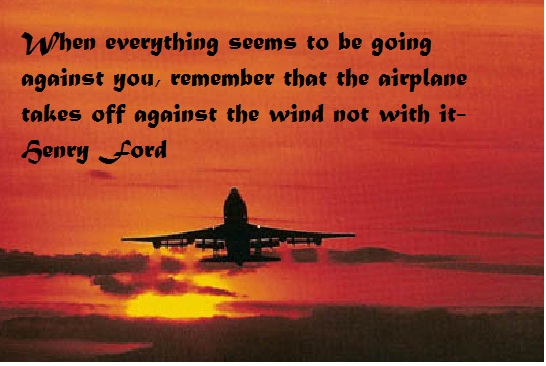 When everything seems to be going
against you, remember that the airplane
takes off against the wind not with it-
Henry Ford